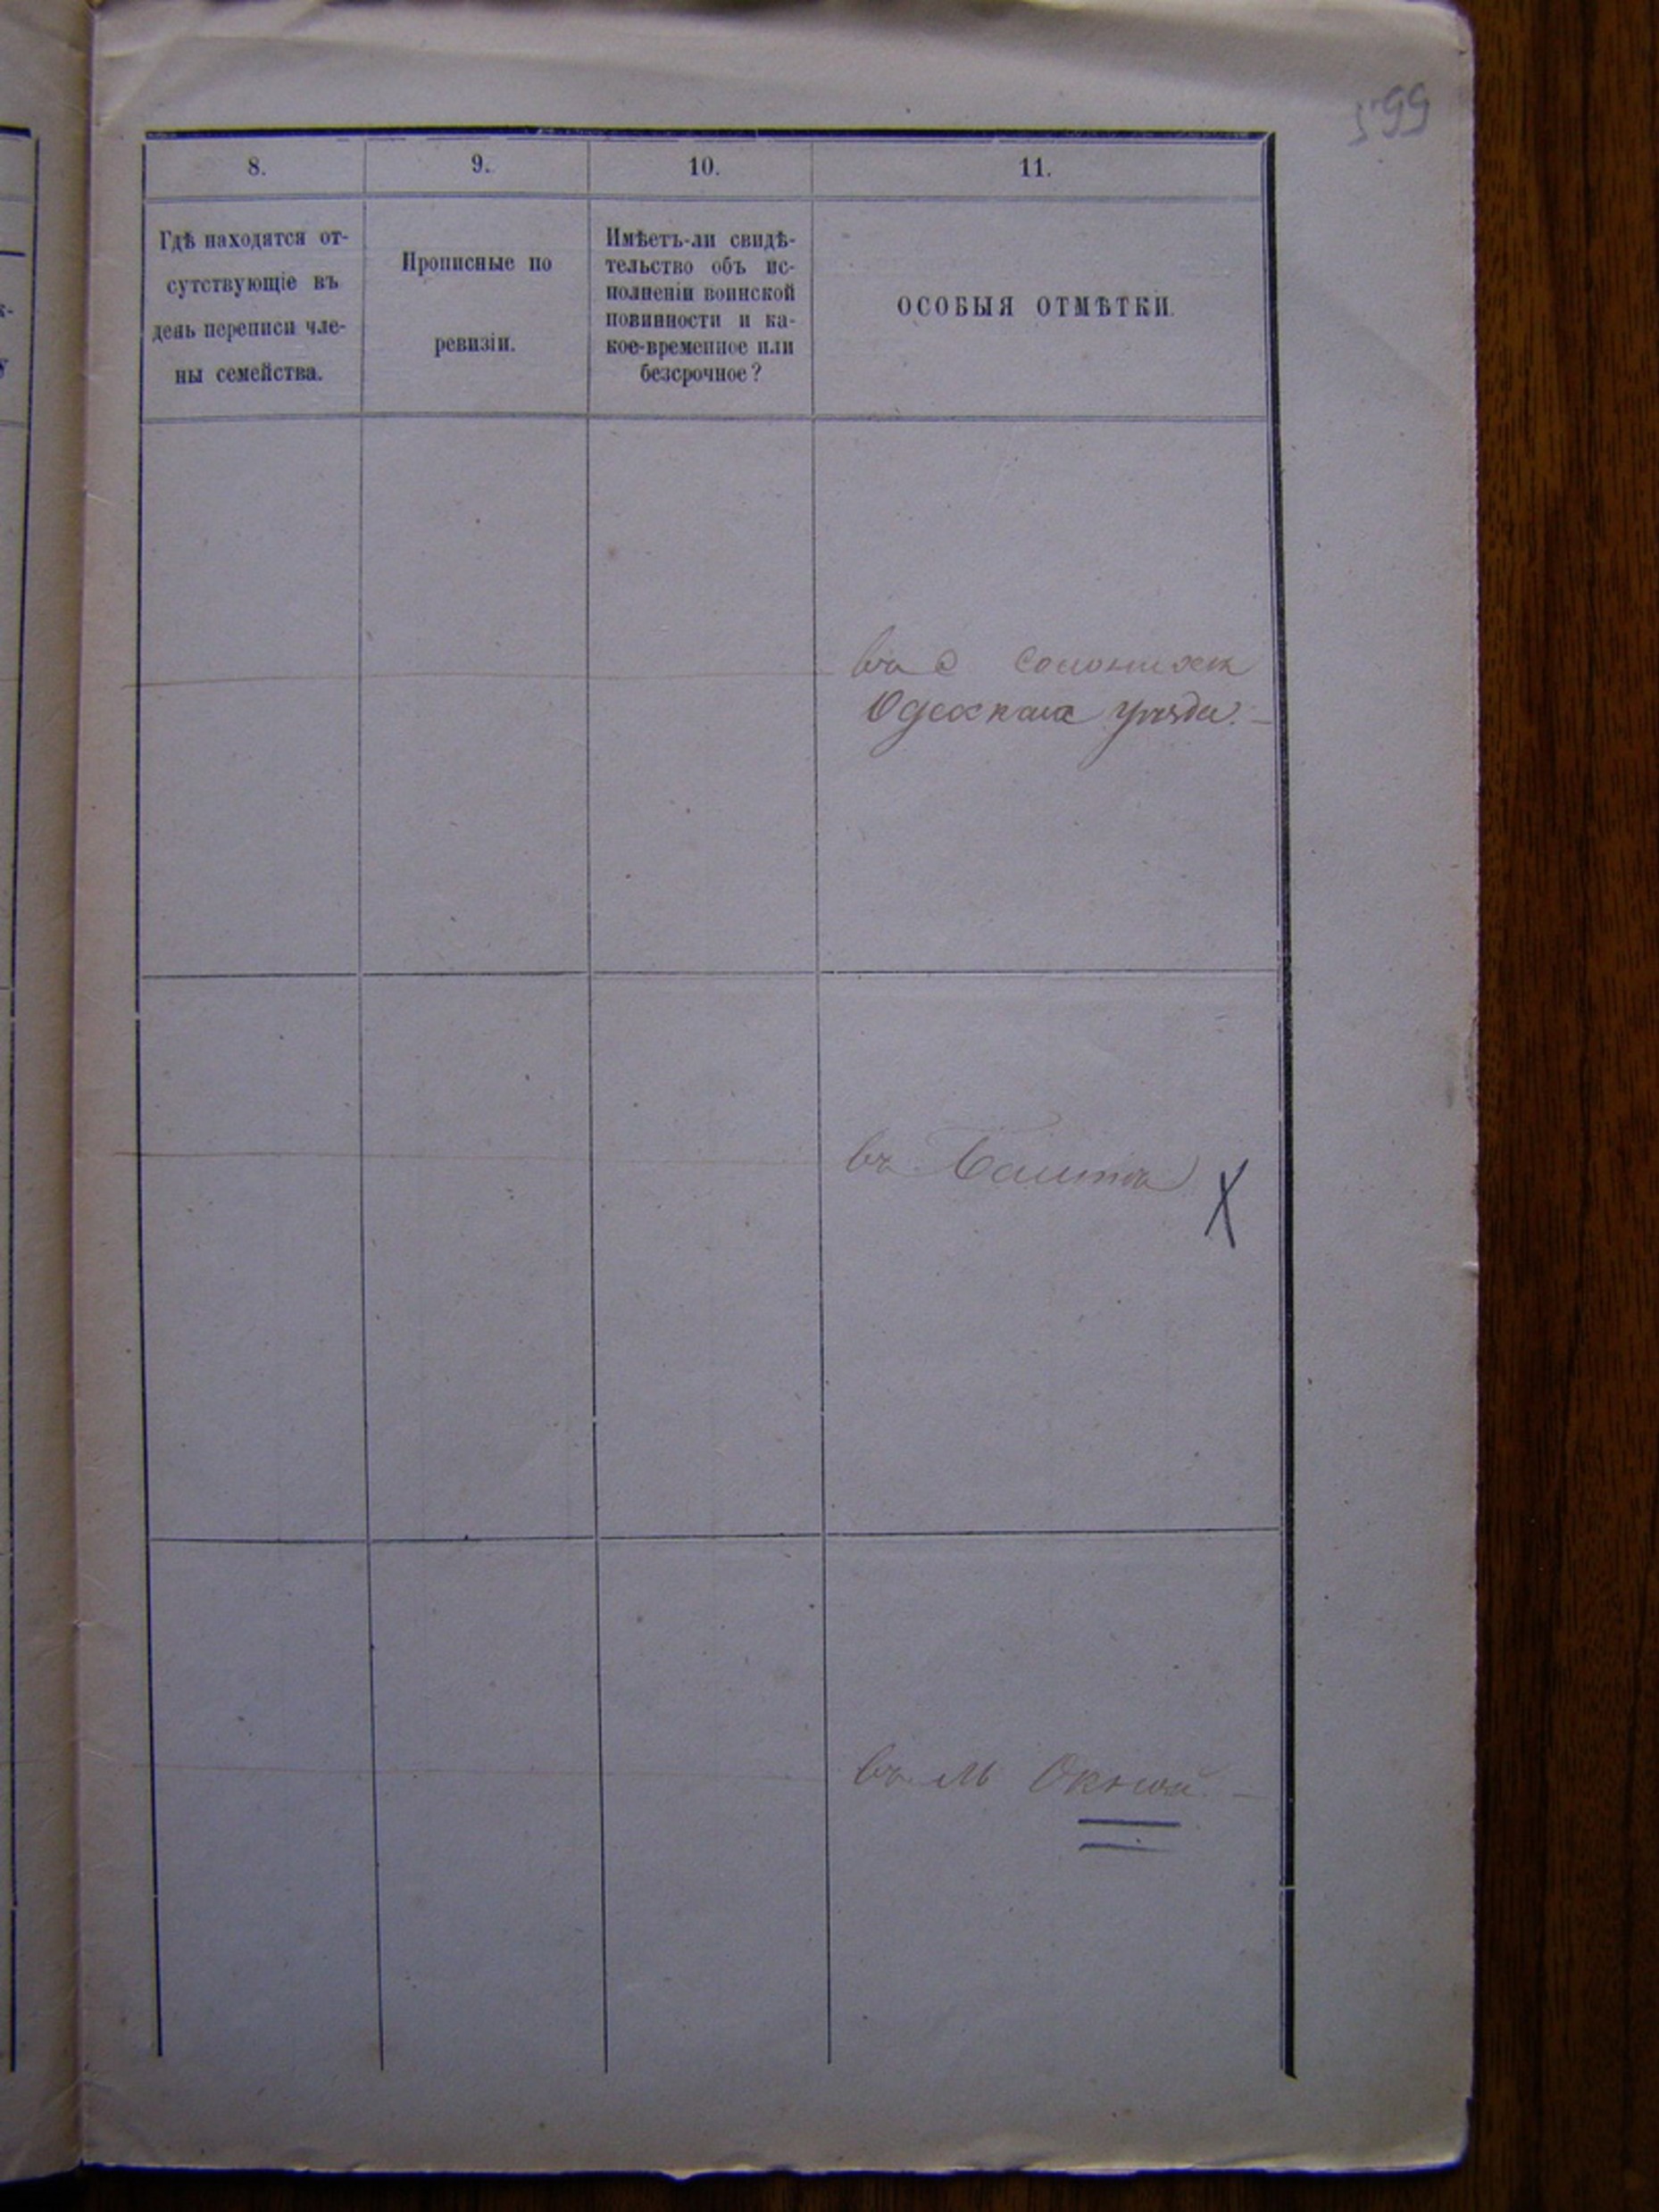 599
8.
9.
10.
11.
Гдѣ находятся от-
сутствующіе въ
день переписи чле-
ны семейства.
Прописные по
ревизіи.
Имѣетъ-ли свидѣ-
тельство объ ис-
полненіи воинской
повинности и ка-
кое-временное или
безсрочное?
ОСОБЫЯ ОТМѢТКИ.
въ с
Одесскаго уѣзда.
въ Балтѣ
X
въ м Окной